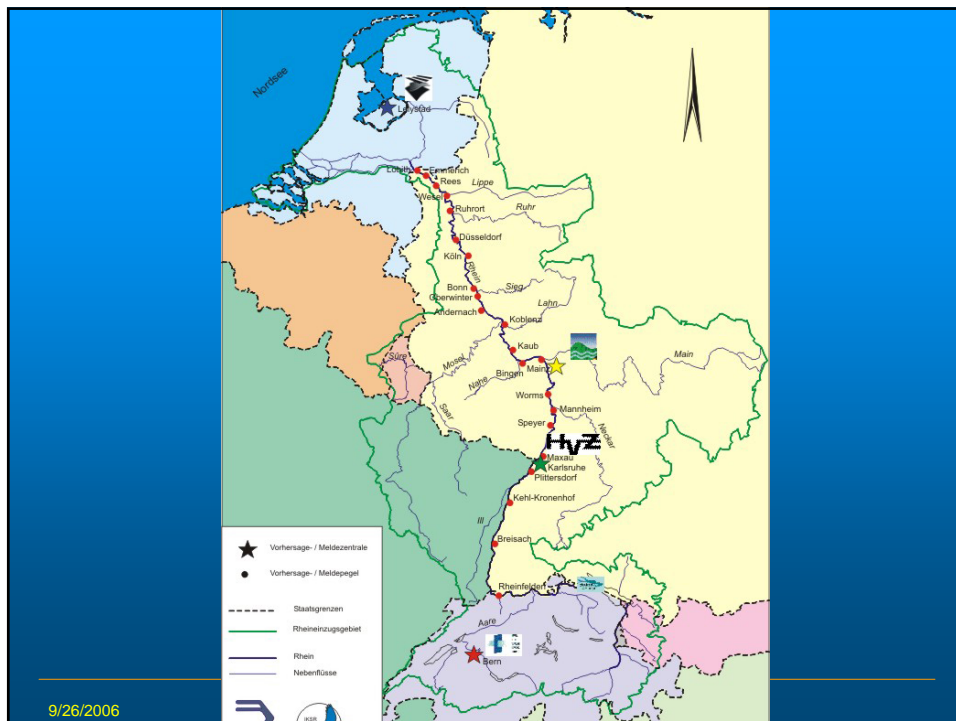 Nordsee
Lelystad
Lobith
Emmerich
Rees
Lippe
Wesel
Ruhrort
Ruhr
Düsseldorf
Köln
Rhein
Sieg
Bonn
Oberwinter
Lahn
Andernach
Koblenz
Kaub
Mosel
Main
Sûre
Bingen
Mainz
Nahe
Saar
Worms
Mannheim
Speyer
Neckar
HVZ
Maxau
Karlsruhe
Plittersdorf
Kehl-Kronenhof
Ill
Breisach
Rheinfelden
Aare
Bern
Vorhersage- / Meldezentrale
Vorhersage- / Meldepegel
Staatsgrenzen
Rheineinzugsgebiet
Rhein
Nebenflüsse
IKSR
9/26/2006